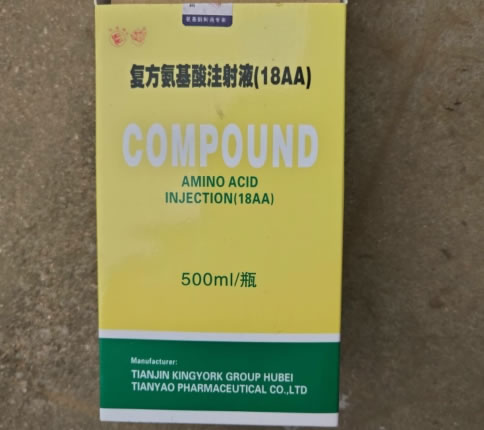 复方氨基酸注射液(18AA)
COMPOUND
AMINO ACID
INJECTION(18AA)
500ml/瓶
Manufacturer:
TIANJIN KINGYORK GROUP HUBEI
TIANYAO PHARMACEUTICAL CO.,LTD